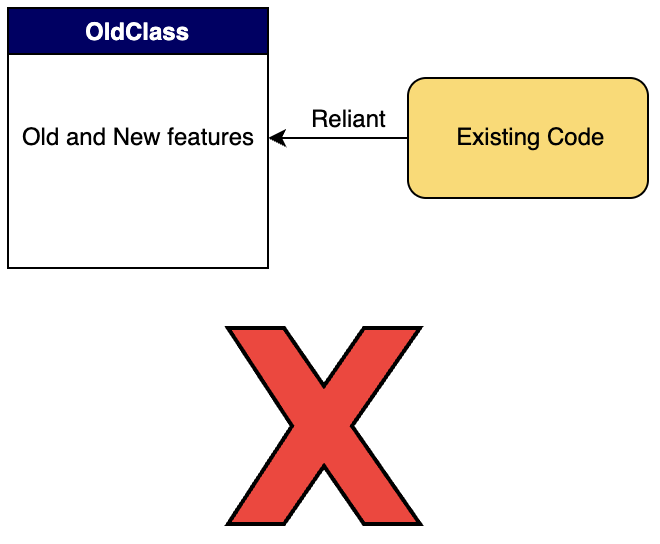 OldClass
Old and New features
Reliant
Existing Code